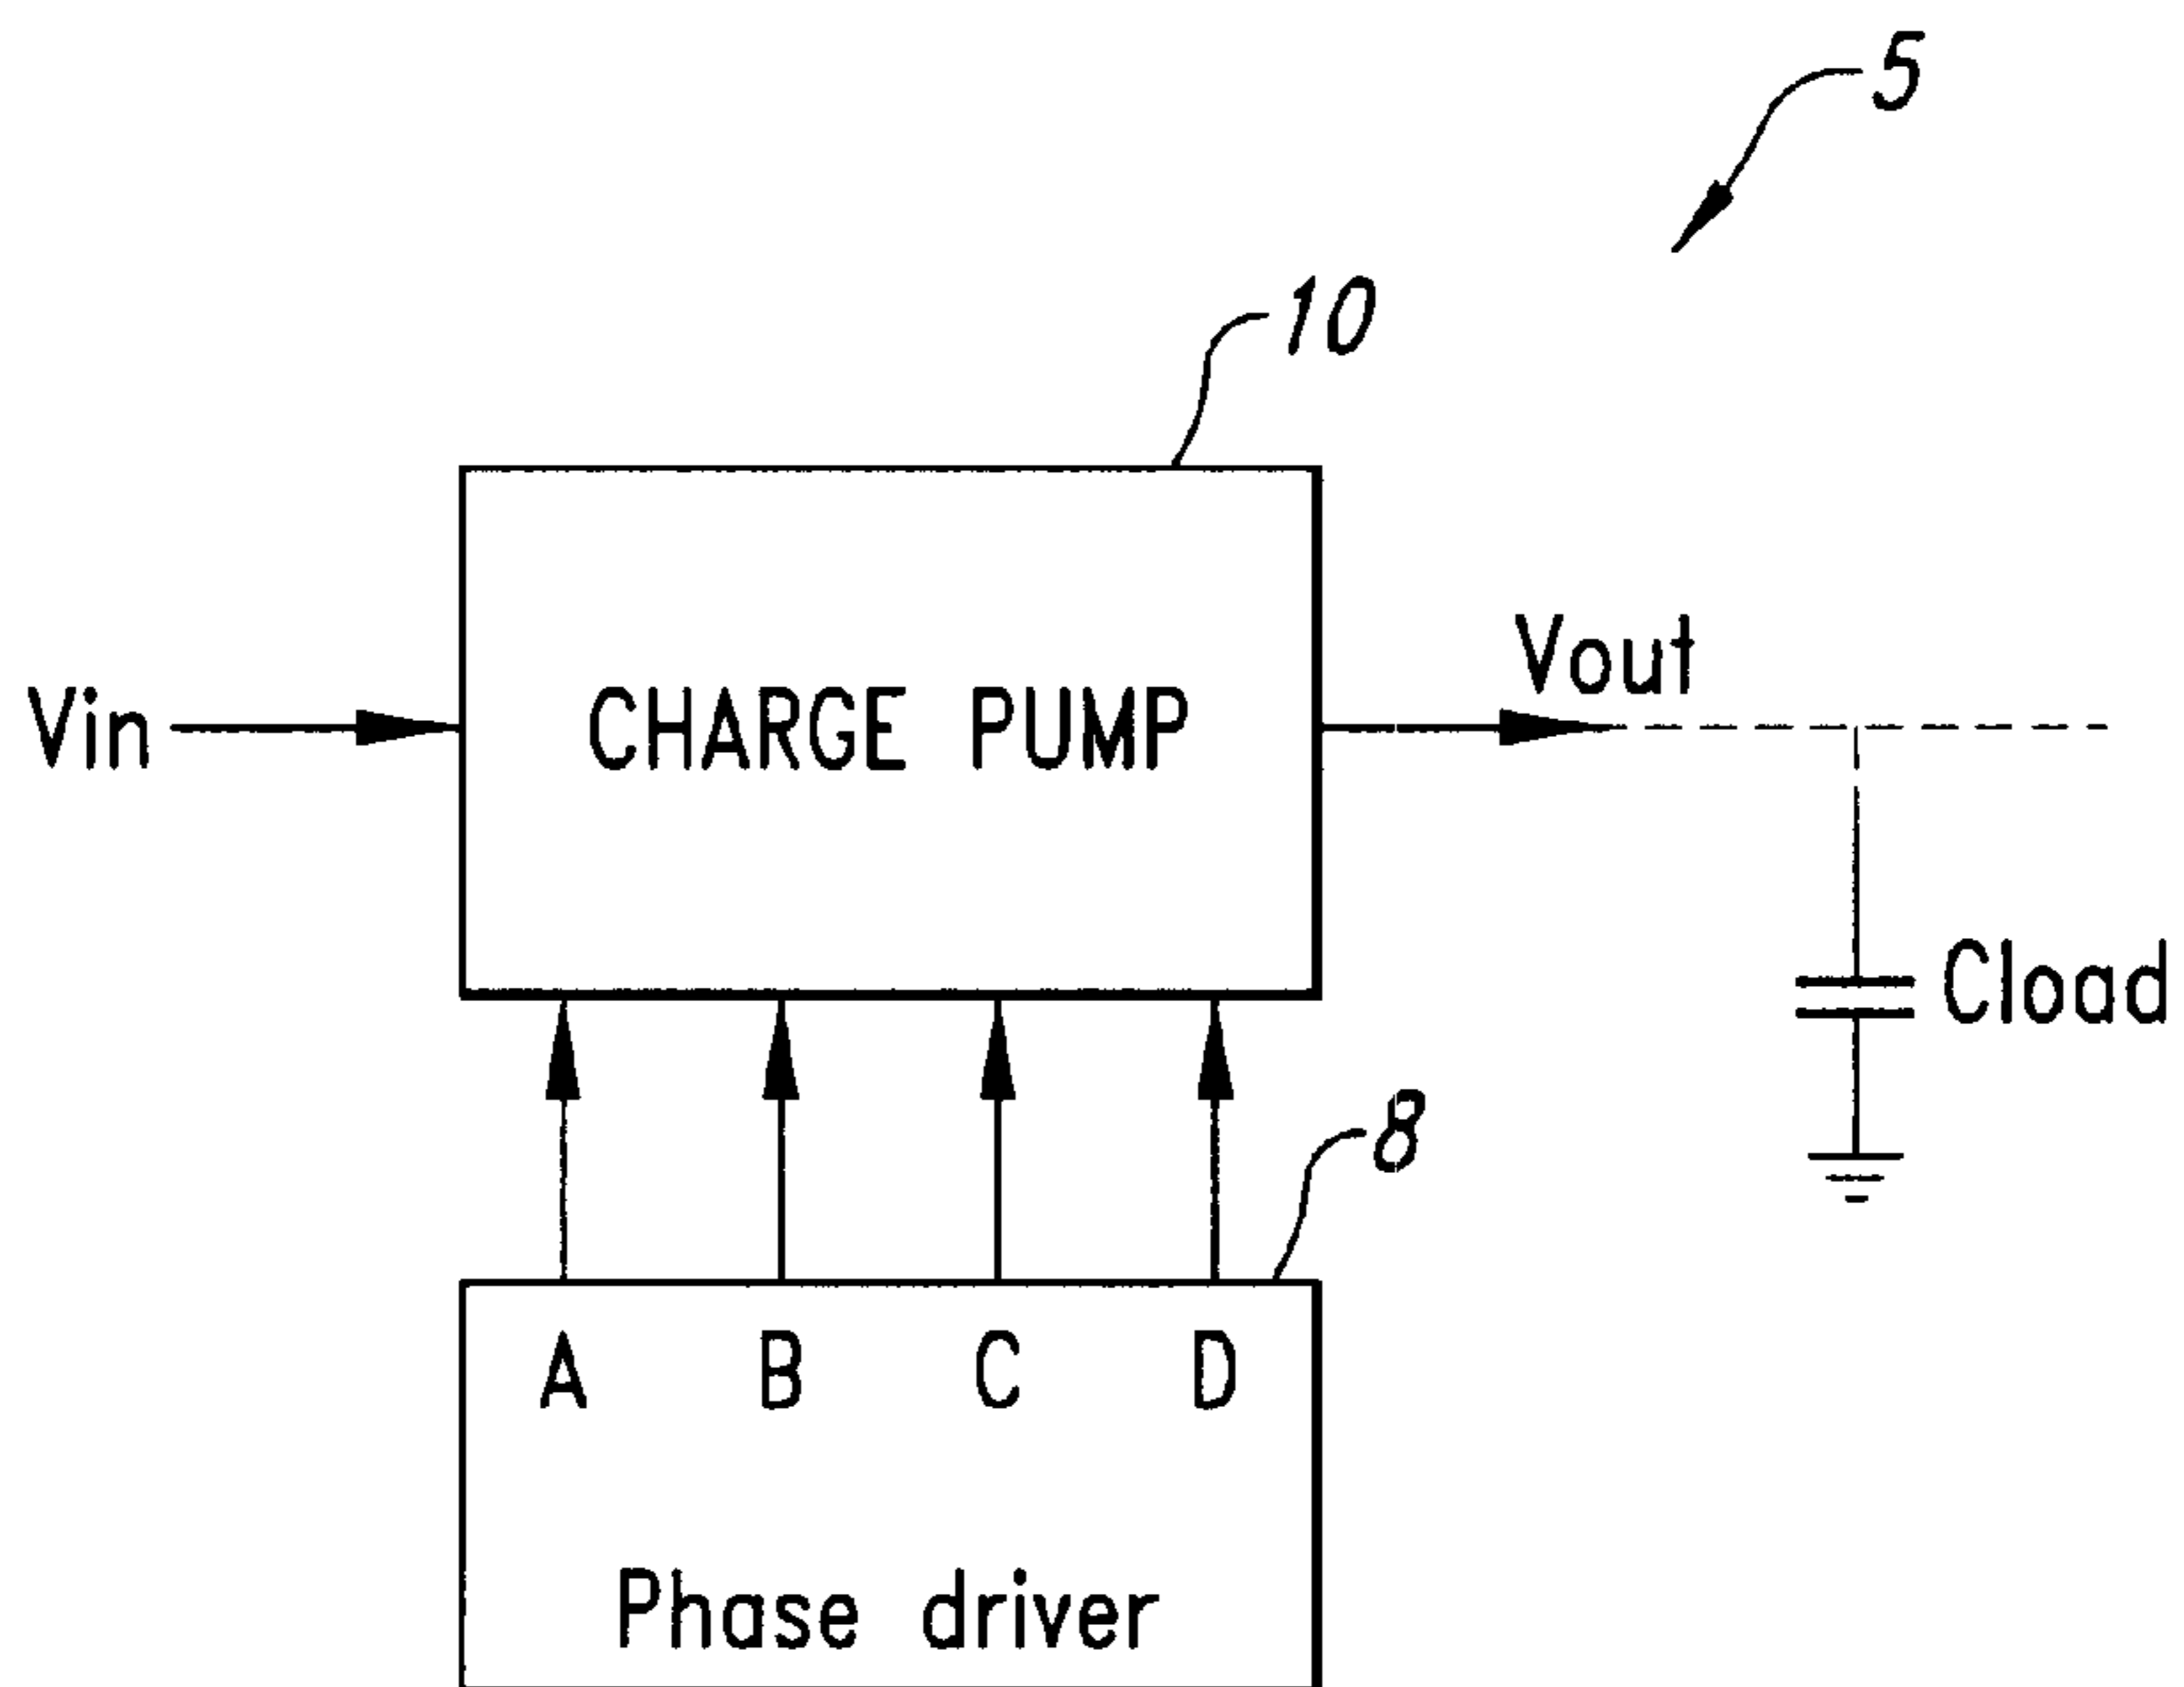 5
10
Vout
Vin
CHARGE PUMP
Cload
8
A B C D
Phase driver